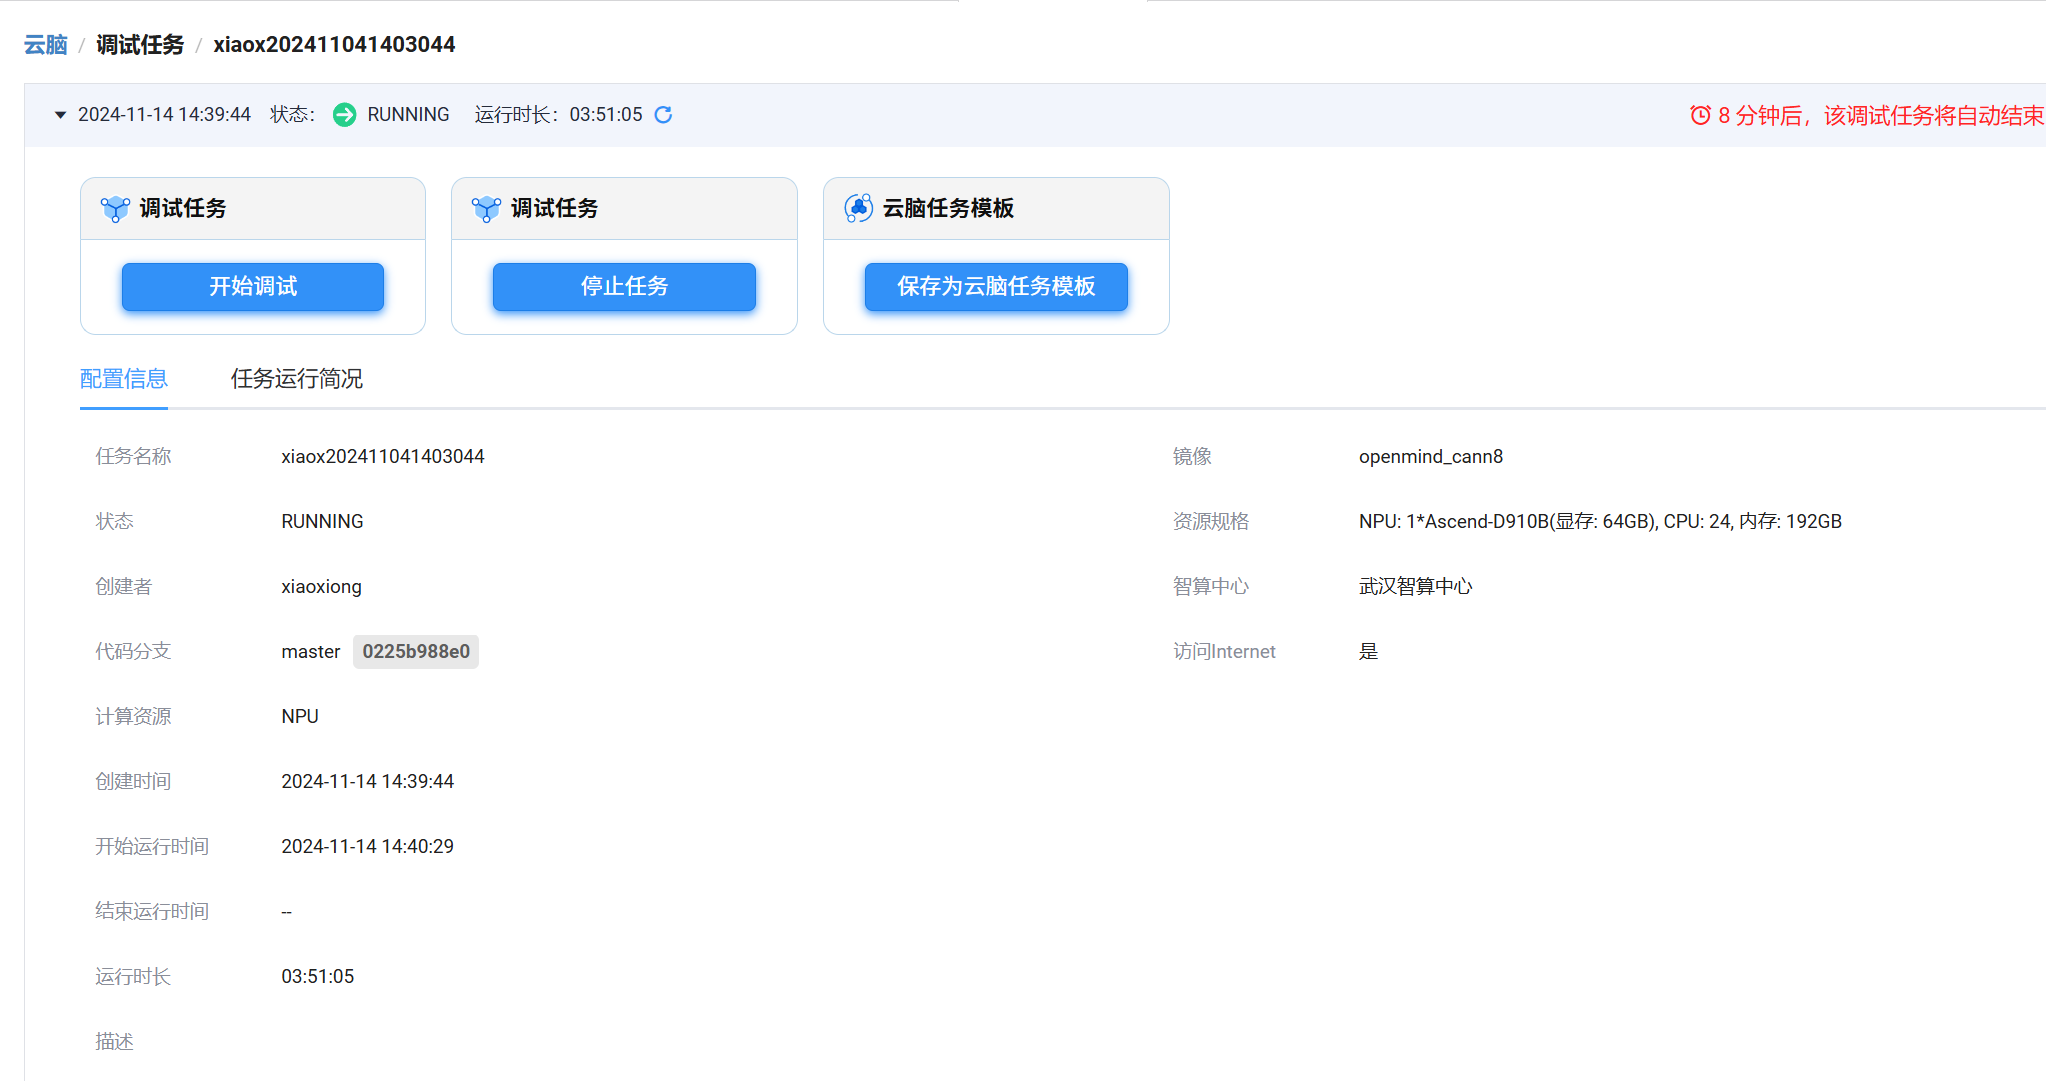 云脑 / 调试任务 / xiaox202411041403044
2024-11-14 14:39:44 状态： RUNNING 运行时长：03:51:05
8 分钟后，该调试任务将自动结束
调试任务
开始调试
调试任务
停止任务
云脑任务模板
保存为云脑任务模板
配置信息 任务运行简况
任务名称 xiaox202411041403044
镜像 openmind_cann8
状态 RUNNING
资源规格 NPU: 1*Ascend-D910B(显存: 64GB), CPU: 24, 内存: 192GB
创建者 xiaoxiong
智算中心 武汉智算中心
代码分支 master 0225b988e0
访问Internet 是
计算资源 NPU
创建时间 2024-11-14 14:39:44
开始运行时间 2024-11-14 14:40:29
结束运行时间 --
运行时长 03:51:05
描述